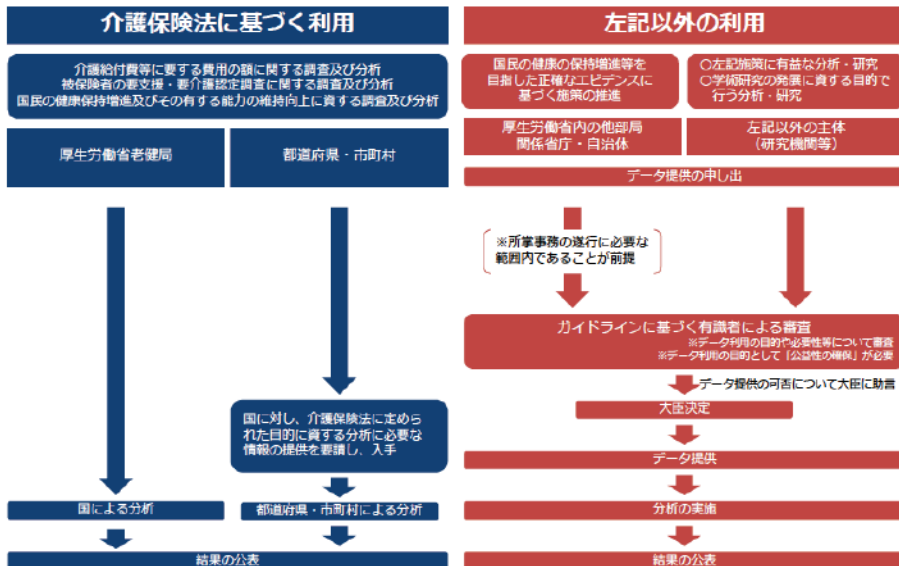 介護保険法に基づく利用
介護給付費等に要する費用の額に関する調査及び分析
被保険者の要支援・要介護認定調査に関する調査及び分析
国民の健康保持増進及びその有する能力の維持向上に資する調査及び分析
厚生労働省老健局
都道府県・市町村
国に対し、介護保険法に定めら
れた目的に資する分析に必要な
情報の提供を要請し、入手
国による分析
都道府県・市町村による分析
結果の公表
左記以外の利用
国民の健康の保持増進等を
目指した正確なエビデンスに
基づく施策の推進
○左記施策に有益な分析・研究
○学術研究の発展に資する目的で
行う分析・研究
厚生労働省内の他部局
関係省庁・自治体
左記以外の主体
(研究機関等)
データ提供の申し出
※所掌事務の遂行に必要な
範囲内であることが前提
ガイドラインに基づく有識者による審査
※データ利用の目的や必要性等について審査
※データ利用の目的として「公益性の確保」が必要
データ提供の可否について大臣に助言
大臣決定
データ提供
分析の実施
結果の公表